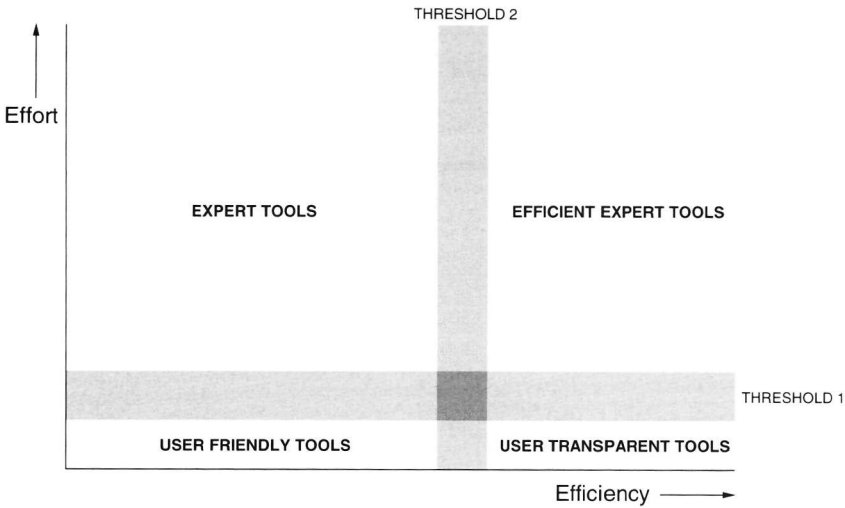 THRESHOLD 2
Effort
EXPERT TOOLS
EFFICIENT EXPERT TOOLS
THRESHOLD 1
USER FRIENDLY TOOLS
USER TRANSPARENT TOOLS
Efficiency